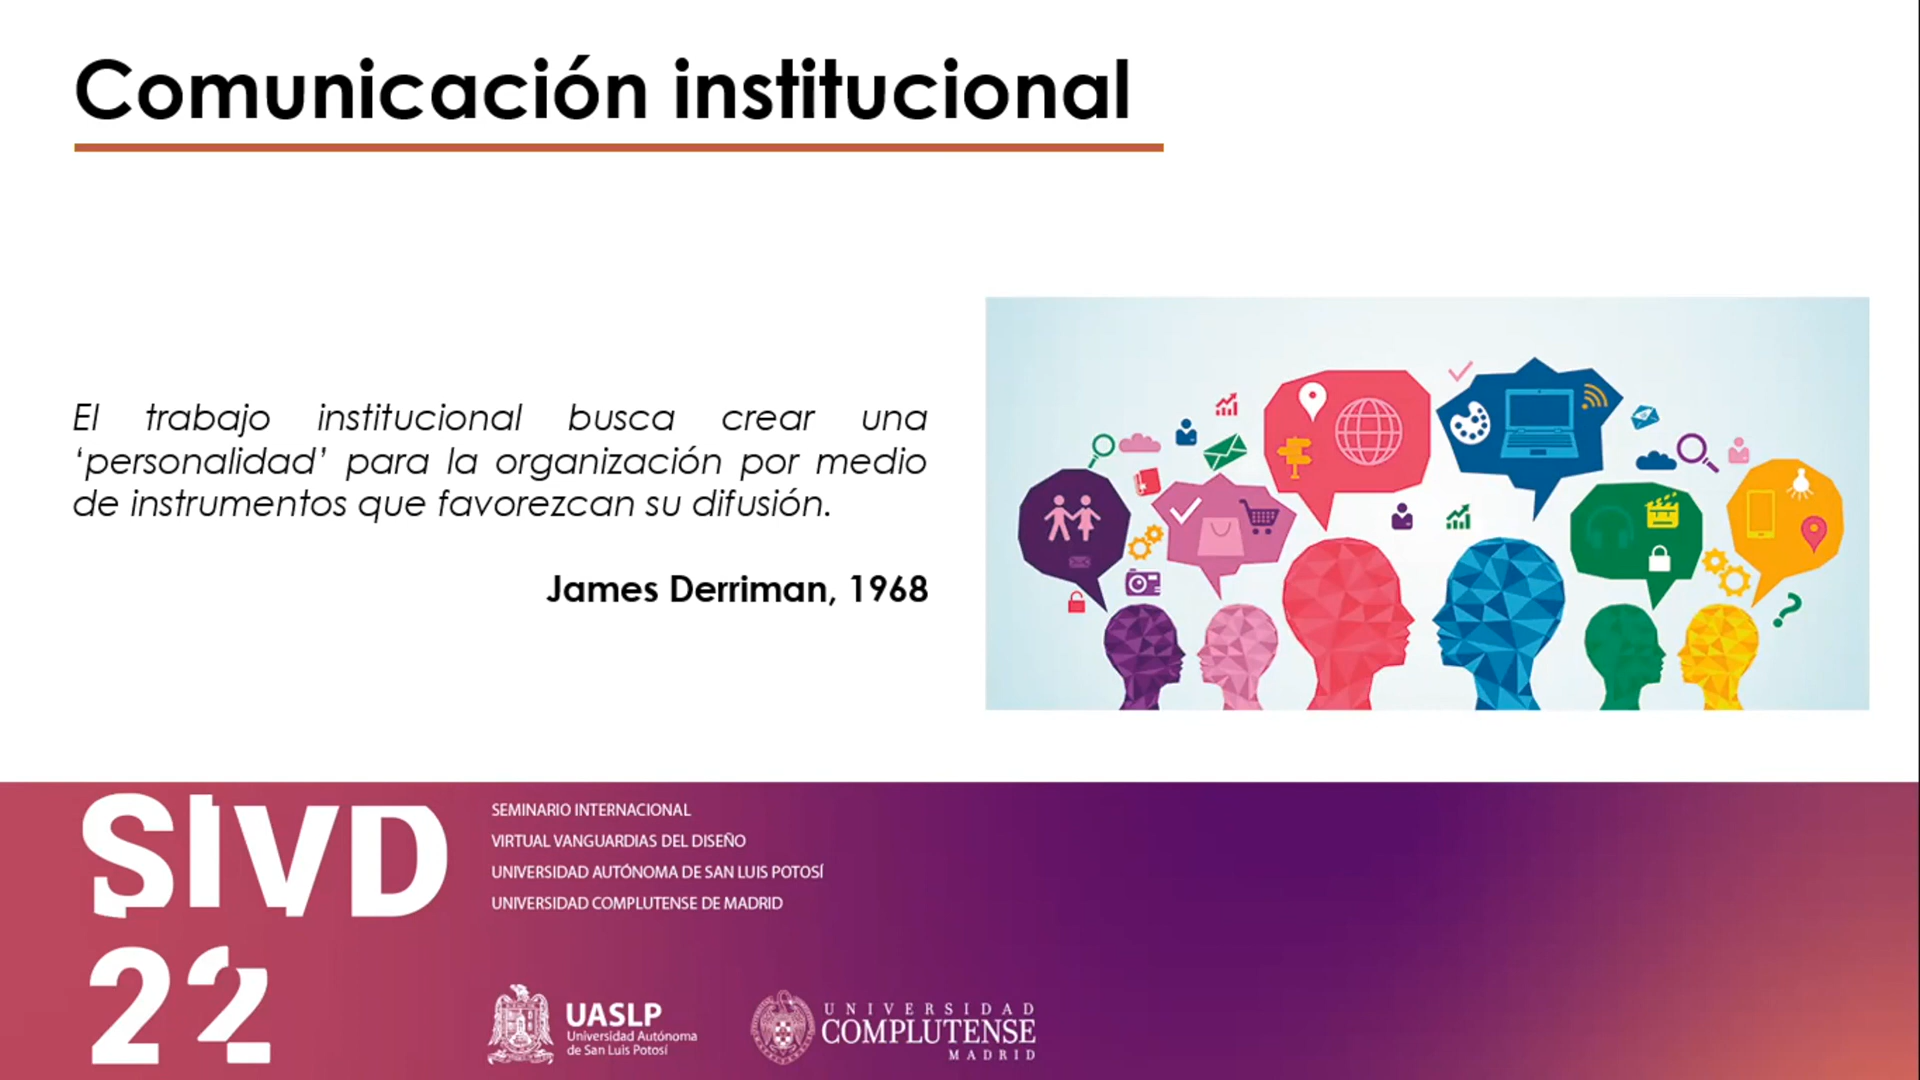 Comunicación institucional
El trabajo institucional busca crear una
‘personalidad’ para la organización por medio
de instrumentos que favorezcan su difusión.
James Derriman, 1968
SIVD
22
SEMINARIO INTERNACIONAL
VIRTUAL VANGUARDIAS DEL DISEÑO
UNIVERSIDAD AUTÓNOMA DE SAN LUIS POTOSÍ
UNIVERSIDAD COMPLUTENSE DE MADRID
UASLP
Universidad Autónoma
de San Luis Potosí
UNIVERSIDAD
COMPLUTENSE
MADRID